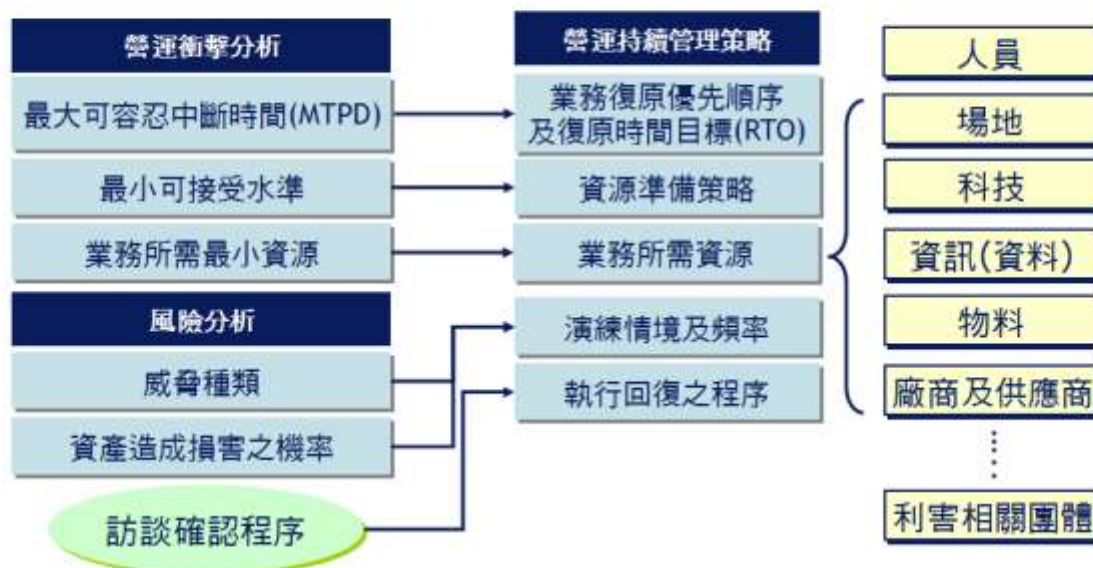 營運衝擊分析
最大可容忍中斷時間(MTPD)
最小可接受水準
業務所需最小資源
風險分析
威脅種類
資產造成損害之機率
訪談確認程序
營運持續管理策略
業務復原優先順序
及復原時間目標(RTO)
資源準備策略
業務所需資源
演練情境及頻率
執行回復之程序
人員
場地
科技
資訊(資料)
物料
廠商及供應商
利害相關團體